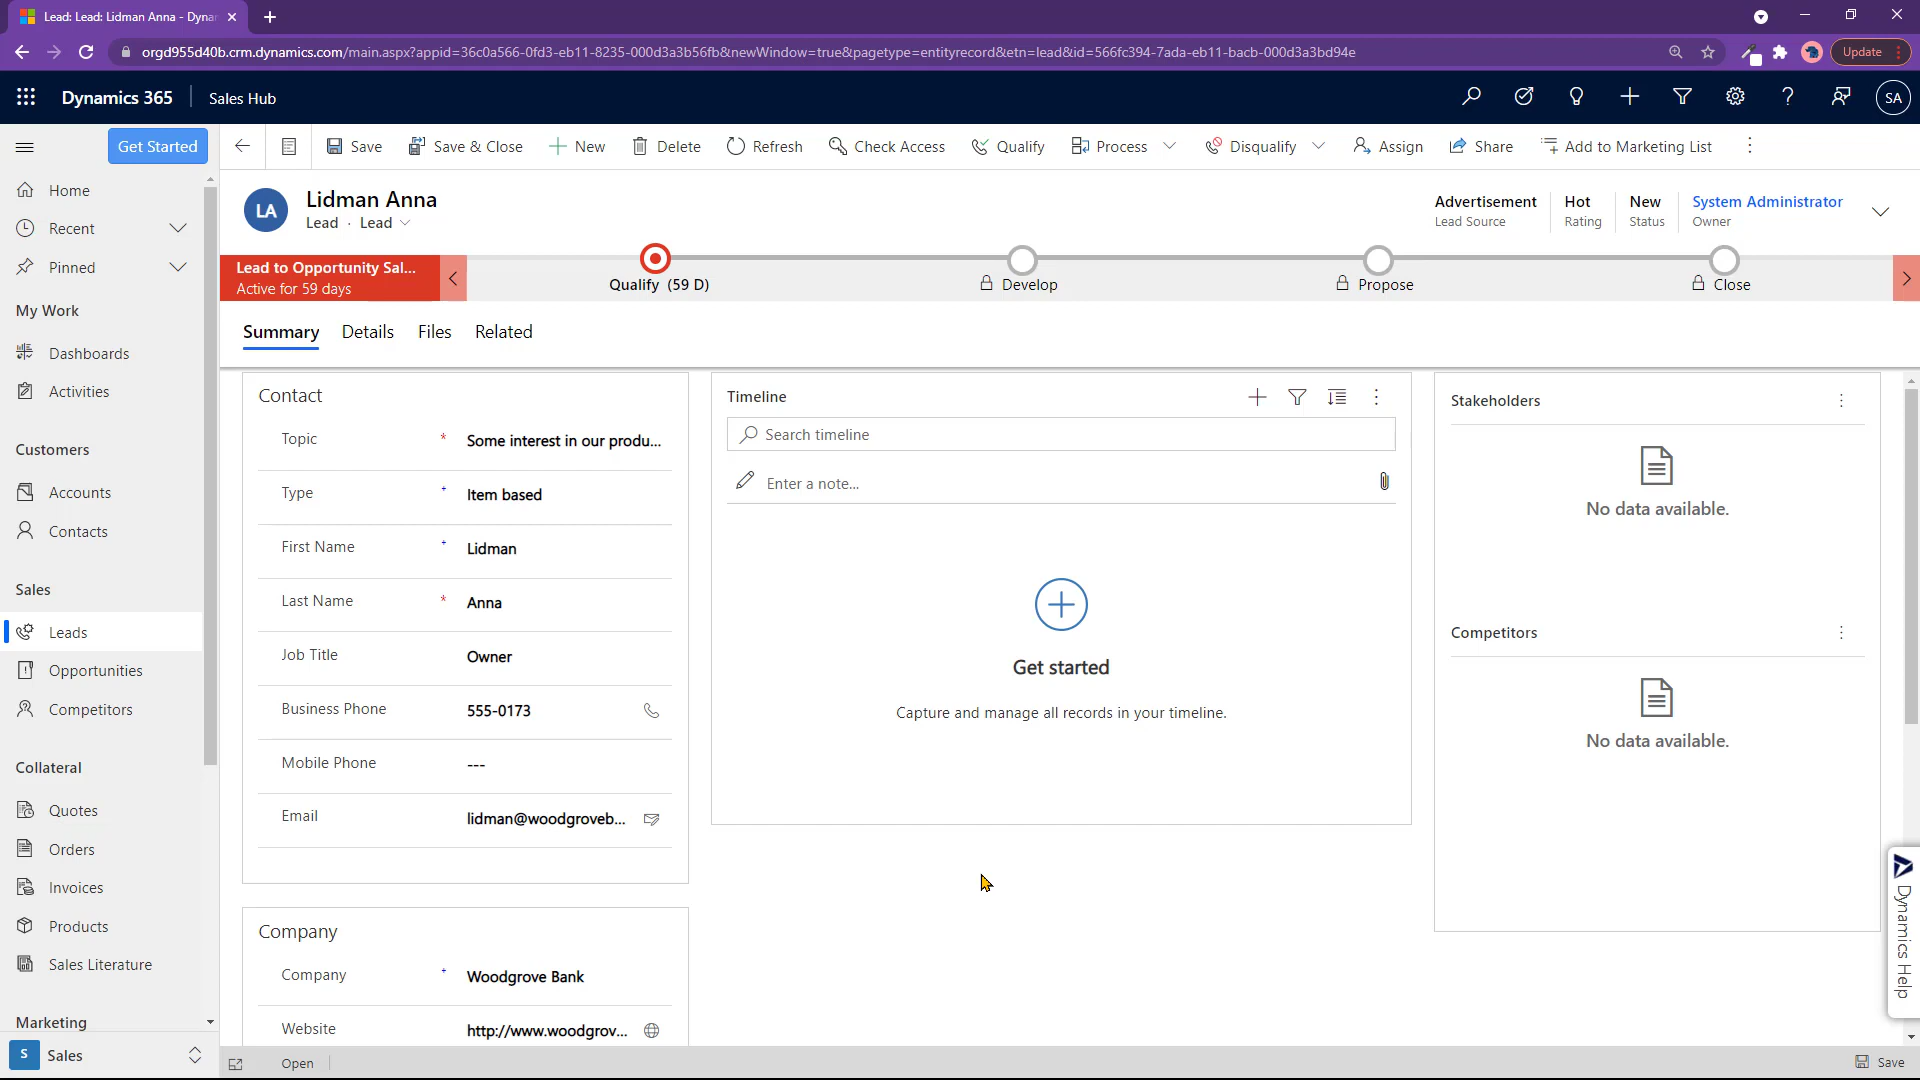 Lead: Lead: Lidman Anna - Dyna
orgd955d40b.crm.dynamics.com/main.aspx?appid=36c0a566-0fd3-eb11-8235-000d3a3b56fb&newWindow=true&pagetype=entityrecord&etn=lead&id=566fc394-7ada-eb11-bacb-000d3a3bd94e
Update
Dynamics 365
Sales Hub
SA
Get Started
Save
Save & Close
New
Delete
Refresh
Check Access
Qualify
Process
Disqualify
Assign
Share
Add to Marketing List
Home
Recent
Pinned
My Work
Dashboards
Activities
Customers
Accounts
Contacts
Sales
Leads
Opportunities
Competitors
Collateral
Quotes
Orders
Invoices
Products
Sales Literature
Marketing
S
Sales
LA
Lidman Anna
Lead · Lead
Advertisement
Lead Source
Hot
Rating
New
Status
System Administrator
Owner
Lead to Opportunity Sal...
Active for 59 days
Qualify (59 D)
Develop
Propose
Close
Summary
Details
Files
Related
Contact
Topic * Some interest in our produ...
Type + Item based
First Name + Lidman
Last Name * Anna
Job Title Owner
Business Phone 555-0173
Mobile Phone ---
Email lidman@woodgroveb...
Company
Company + Woodgrove Bank
Website http://www.woodgrov...
Timeline
Search timeline
Enter a note...
Get started
Capture and manage all records in your timeline.
Stakeholders
No data available.
Competitors
No data available.
Dynamics Help
Open
Save